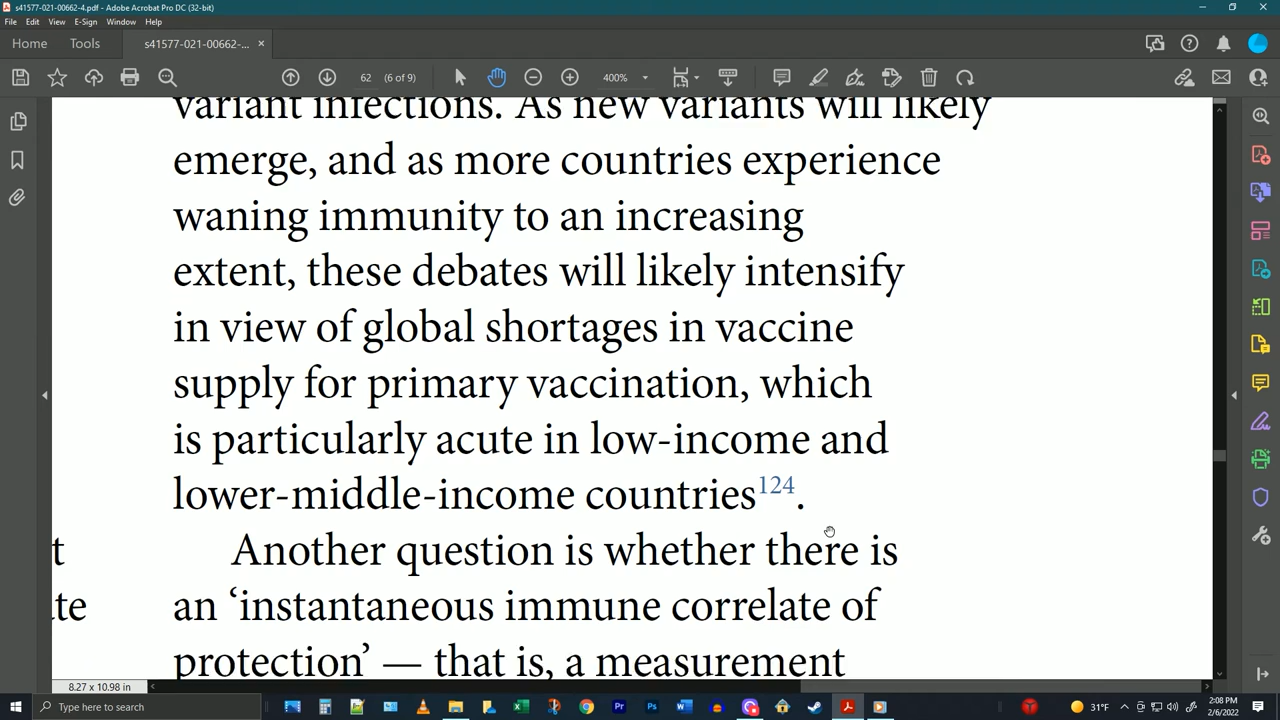 s41577-021-00662-4.pdf - Adobe Acrobat Pro DC (32-bit)
File Edit View E-Sign Window Help
Home Tools s41577-021-00662-... ×
62 (6 of 9) 400%
variant infections. As new variants will likely
emerge, and as more countries experience
waning immunity to an increasing
extent, these debates will likely intensify
in view of global shortages in vaccine
supply for primary vaccination, which
is particularly acute in low-income and
lower-middle-income countries124.
t Another question is whether there is
te an ‘instantaneous immune correlate of
protection’ — that is, a measurement
8.27 x 10.98 in
Type here to search
31°F
2:08 PM
2/6/2022